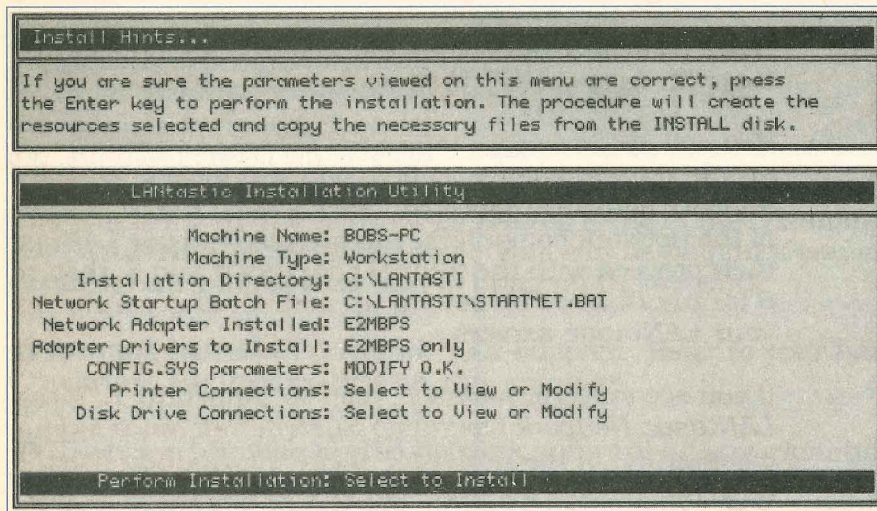 Install Hints...
If you are sure the parameters viewed on this menu are correct, press
the Enter key to perform the installation. The procedure will create the
resources selected and copy the necessary files from the INSTALL disk.
LANtastic Installation Utility
Machine Name: BOBS-PC
Machine Type: Workstation
Installation Directory: C:\LANTASTI
Network Startup Batch File: C:\LANTASTI\STARTNET.BAT
Network Adapter Installed: E2MBPS
Adapter Drivers to Install: E2MBPS only
CONFIG.SYS parameters: MODIFY O.K.
Printer Connections: Select to View or Modify
Disk Drive Connections: Select to View or Modify
Perform Installation: Select to Install